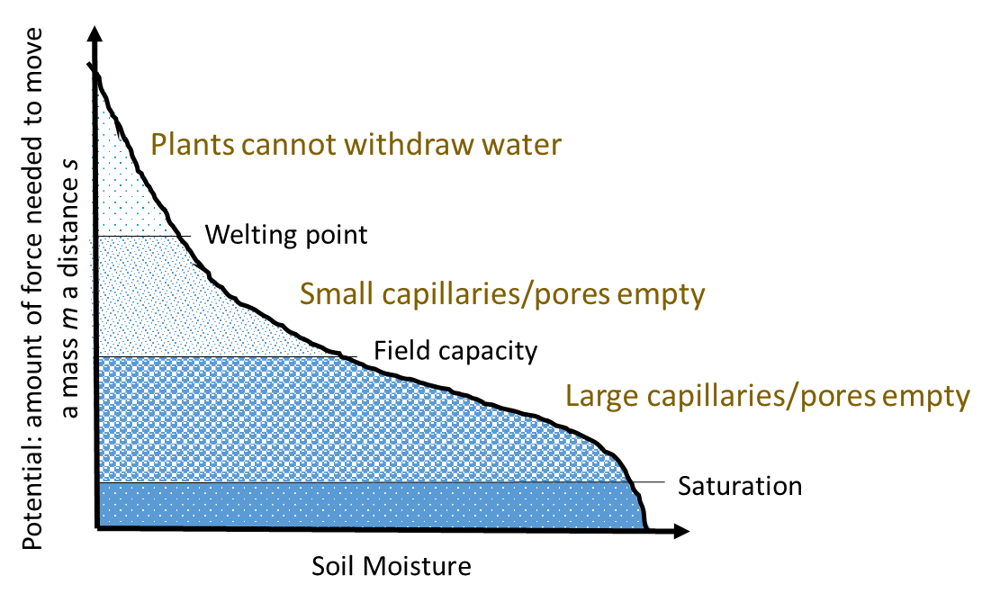 Potential: amount of force needed to move
a mass m a distance s
Plants cannot withdraw water
Welting point
Small capillaries/pores empty
Field capacity
Large capillaries/pores empty
Saturation
Soil Moisture